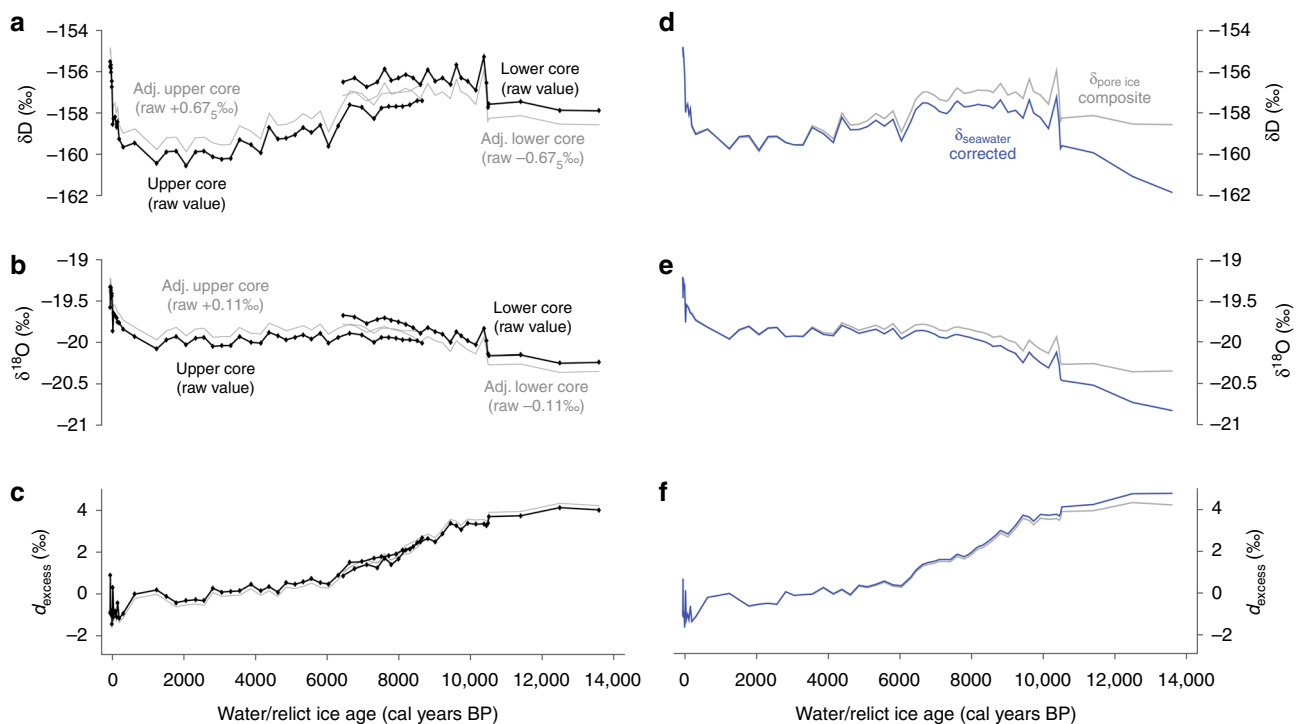 a
−154
−156
−158
−160
−162
δD (‰)
Adj. upper core
(raw +0.67₅‰)
Lower core
(raw value)
Adj. lower core
(raw −0.67₅‰)
Upper core
(raw value)
d
−154
−156
−158
−160
−162
δD (‰)
δpore ice
composite
δseawater
corrected
b
−19
−19.5
−20
−20.5
−21
δ¹⁸O (‰)
Adj. upper core
(raw +0.11‰)
Lower core
(raw value)
Upper core
(raw value)
Adj. lower core
(raw −0.11‰)
e
−19
−19.5
−20
−20.5
−21
δ¹⁸O (‰)
c
4
2
0
−2
dexcess (‰)
0 2000 4000 6000 8000 10,000 12,000 14,000
Water/relict ice age (cal years BP)
f
4
2
0
−2
dexcess (‰)
0 2000 4000 6000 8000 10,000 12,000 14,000
Water/relict ice age (cal years BP)